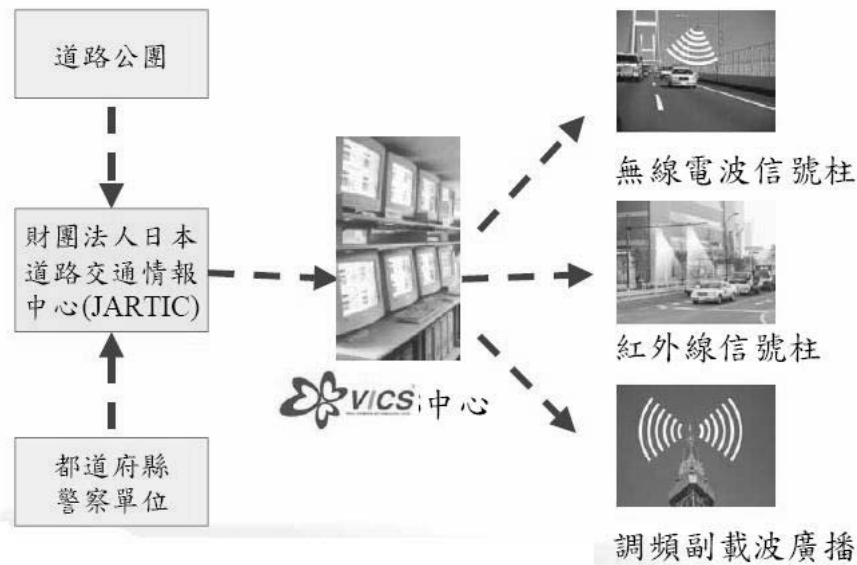 道路公團
財團法人日本
道路交通情報
中心(JARTIC)
都道府縣
警察單位
VICS
中心
無線電波信號柱
紅外線信號柱
調頻副載波廣播